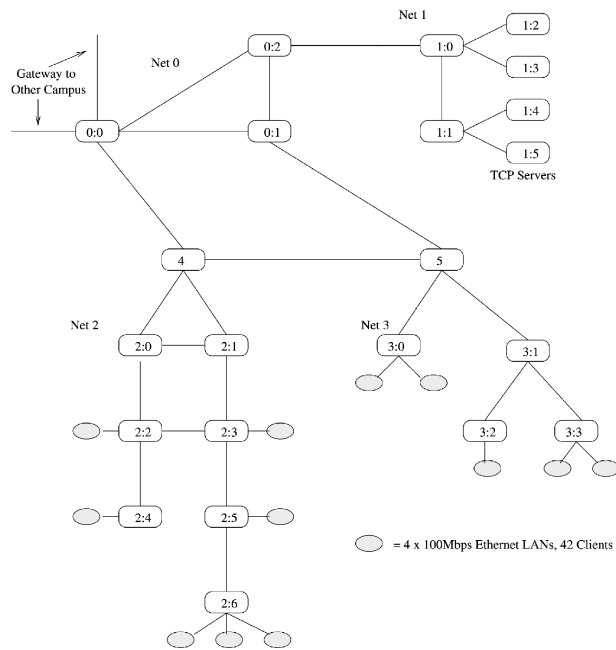 Net 1
1:2
0:2
1:0
Net 0
1:3
Gateway to
Other Campus
1:4
0:0
0:1
1:1
1:5
TCP Servers
4
5
Net 2
Net 3
2:0
2:1
3:0
3:1
2:2
2:3
3:2
3:3
2:4
2:5
= 4 x 100Mbps Ethernet LANs, 42 Clients
2:6